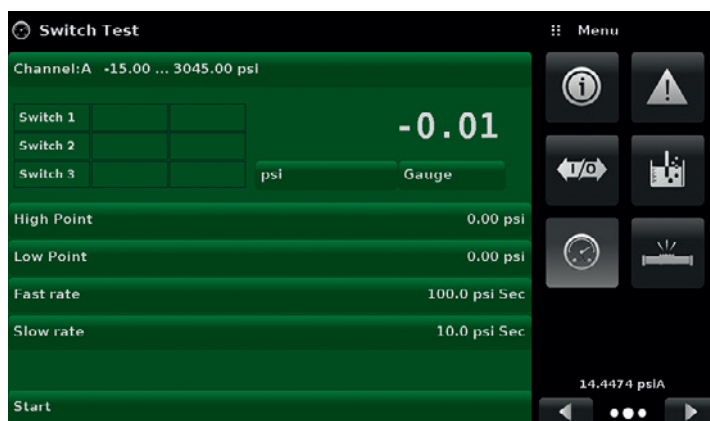 Switch Test
Menu
Channel:A -15.00 ... 3045.00 psi
Switch 1
-0.01
Switch 2
Switch 3
psi
Gauge
I/O
High Point 0.00 psi
Low Point 0.00 psi
Fast rate 100.0 psi Sec
Slow rate 10.0 psi Sec
14.4474 psiA
Start